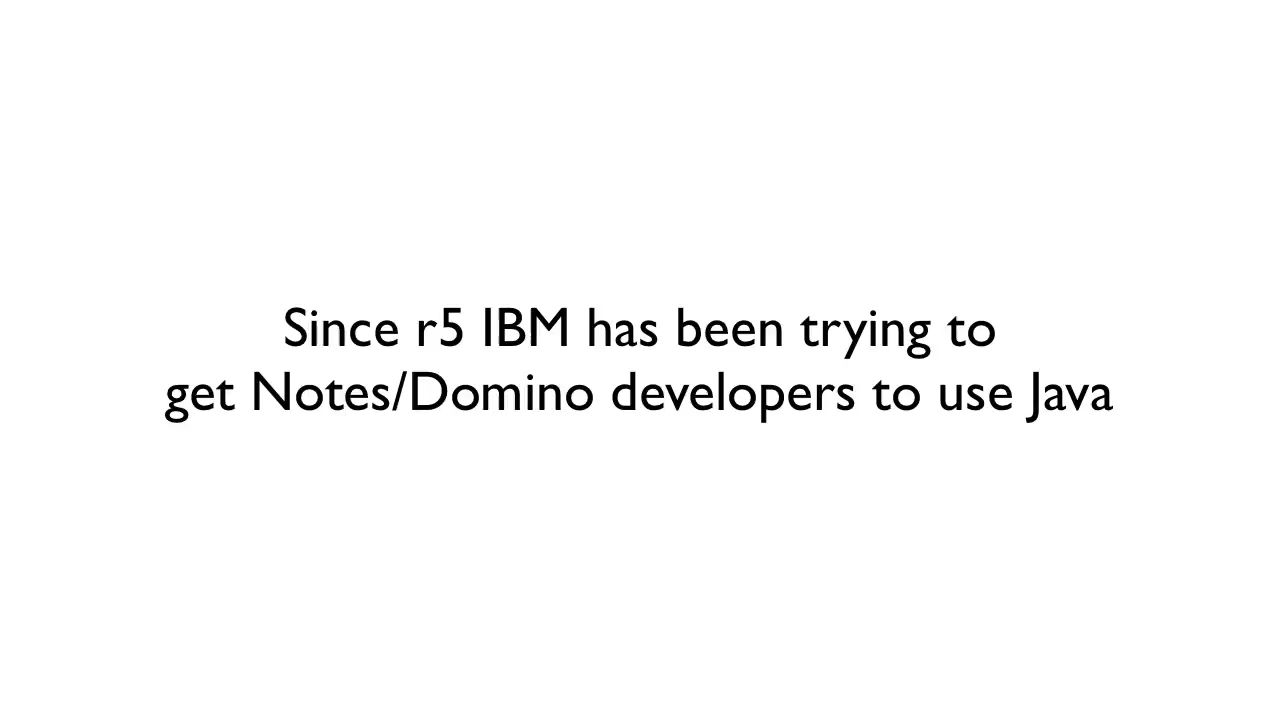 Since r5 IBM has been trying to
get Notes/Domino developers to use Java